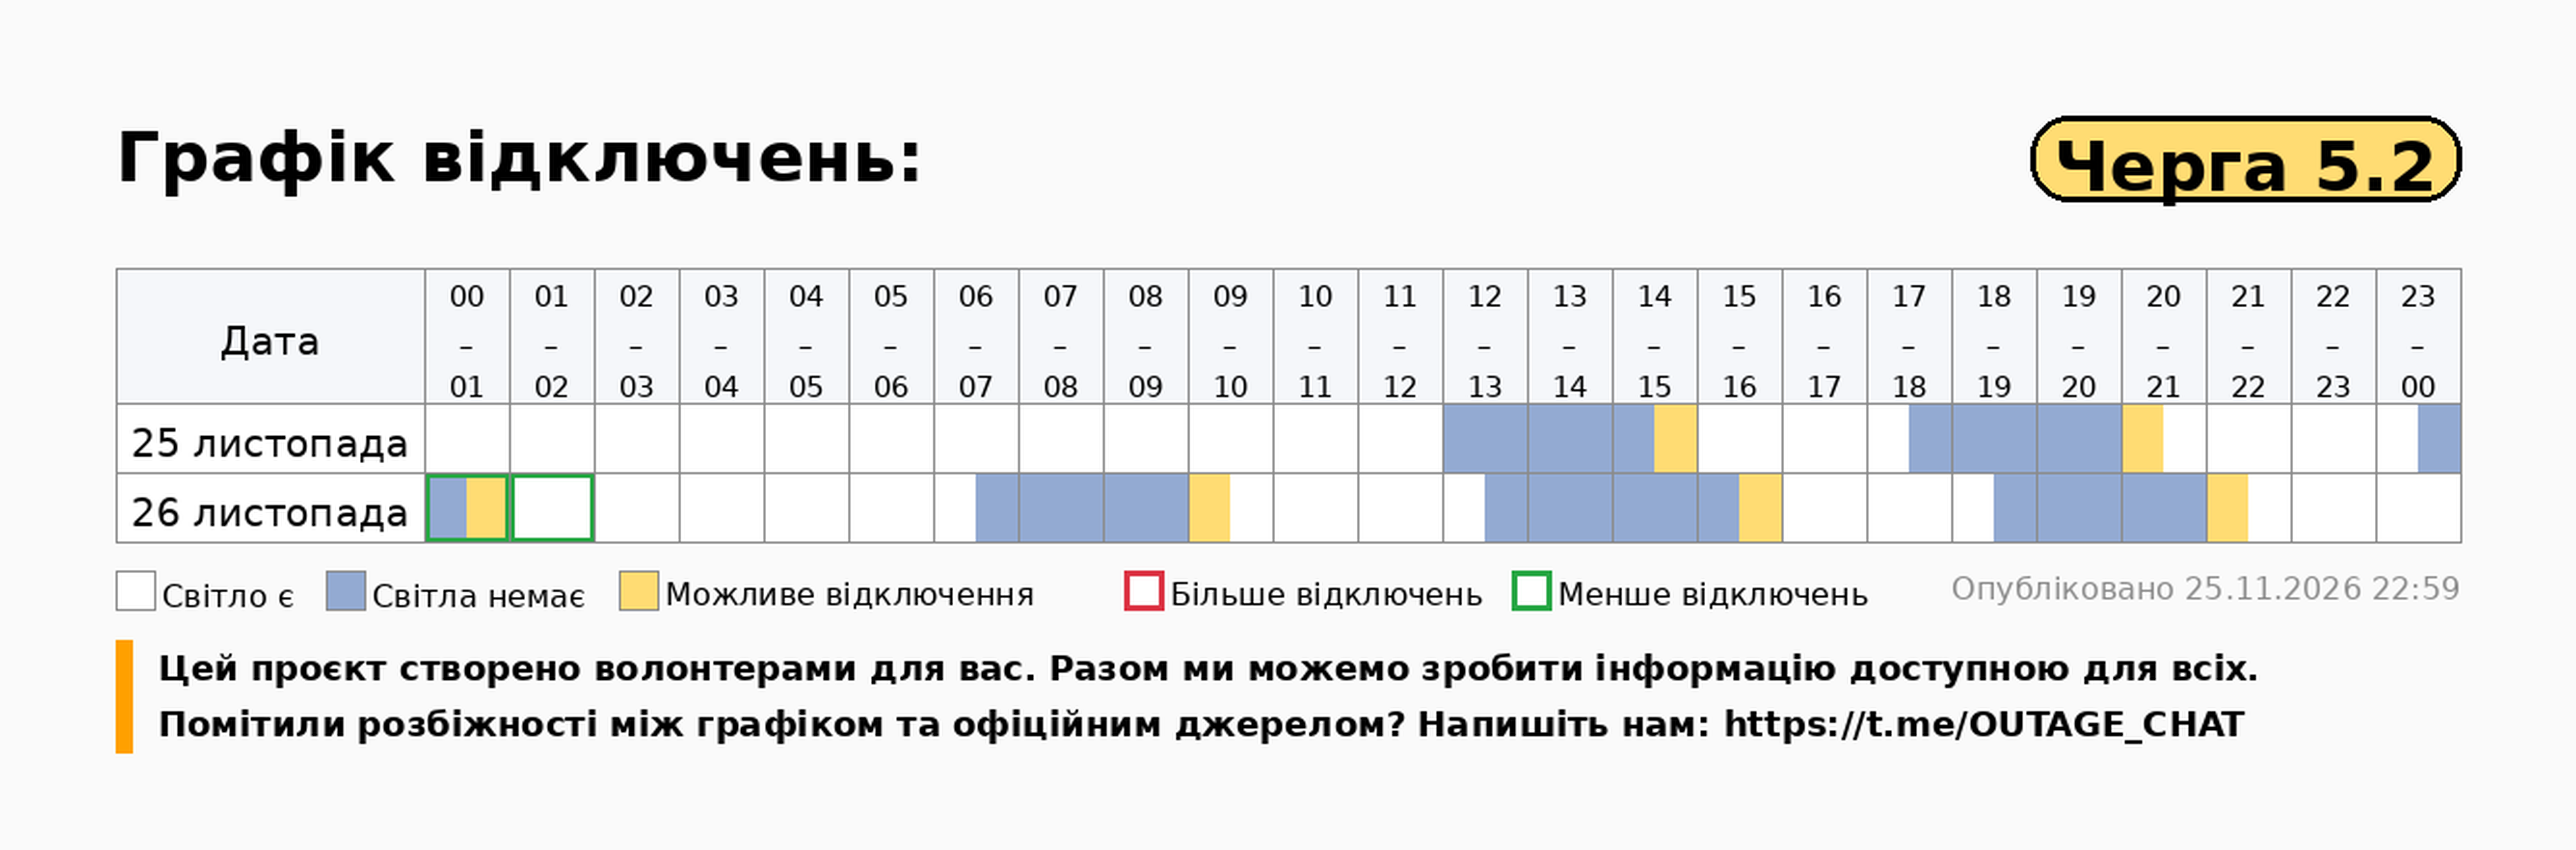 Графік відключень:
Черга 5.2
Дата
00 01 02 03 04 05 06 07 08 09 10 11 12 13 14 15 16 17 18 19 20 21 22 23
– – – – – – – – – – – – – – – – – – – – – – – –
01 02 03 04 05 06 07 08 09 10 11 12 13 14 15 16 17 18 19 20 21 22 23 00
25 листопада
26 листопада
Світло є Світла немає Можливе відключення Більше відключень Менше відключень Опубліковано 25.11.2026 22:59
Цей проєкт створено волонтерами для вас. Разом ми можемо зробити інформацію доступною для всіх.
Помітили розбіжності між графіком та офіційним джерелом? Напишіть нам: https://t.me/OUTAGE_CHAT